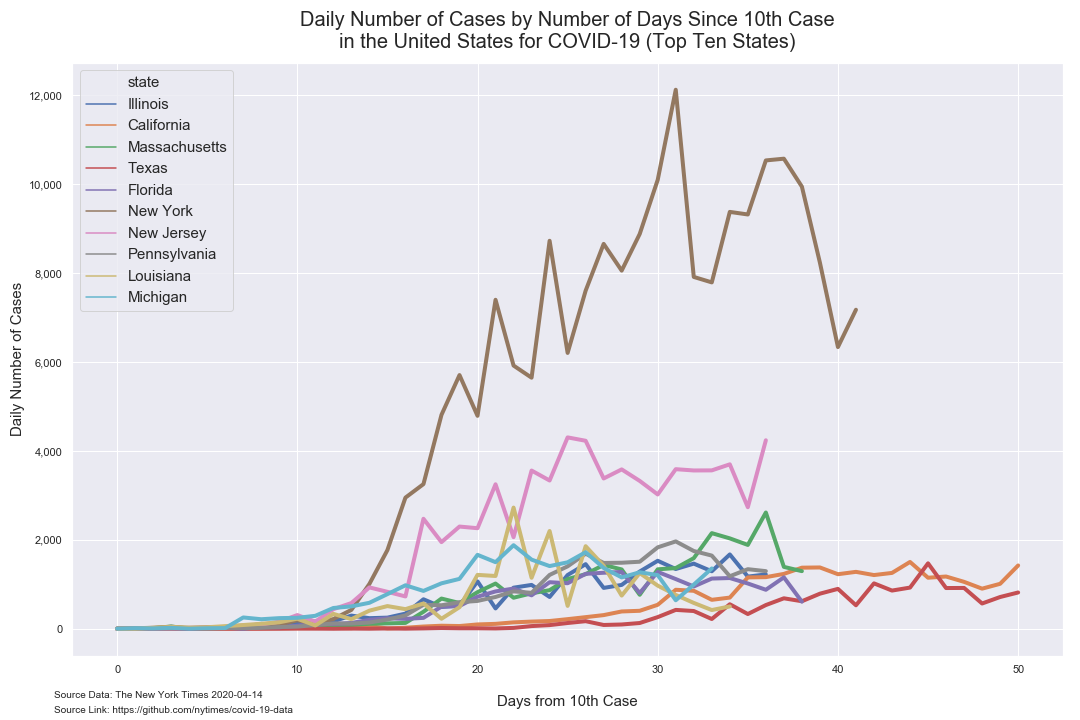 Daily Number of Cases by Number of Days Since 10th Case
in the United States for COVID-19 (Top Ten States)
state
Illinois
California
Massachusetts
Texas
Florida
New York
New Jersey
Pennsylvania
Louisiana
Michigan
12,000
10,000
8,000
6,000
4,000
2,000
0
Daily Number of Cases
0 10 20 30 40 50
Days from 10th Case
Source Data: The New York Times 2020-04-14
Source Link: https://github.com/nytimes/covid-19-data